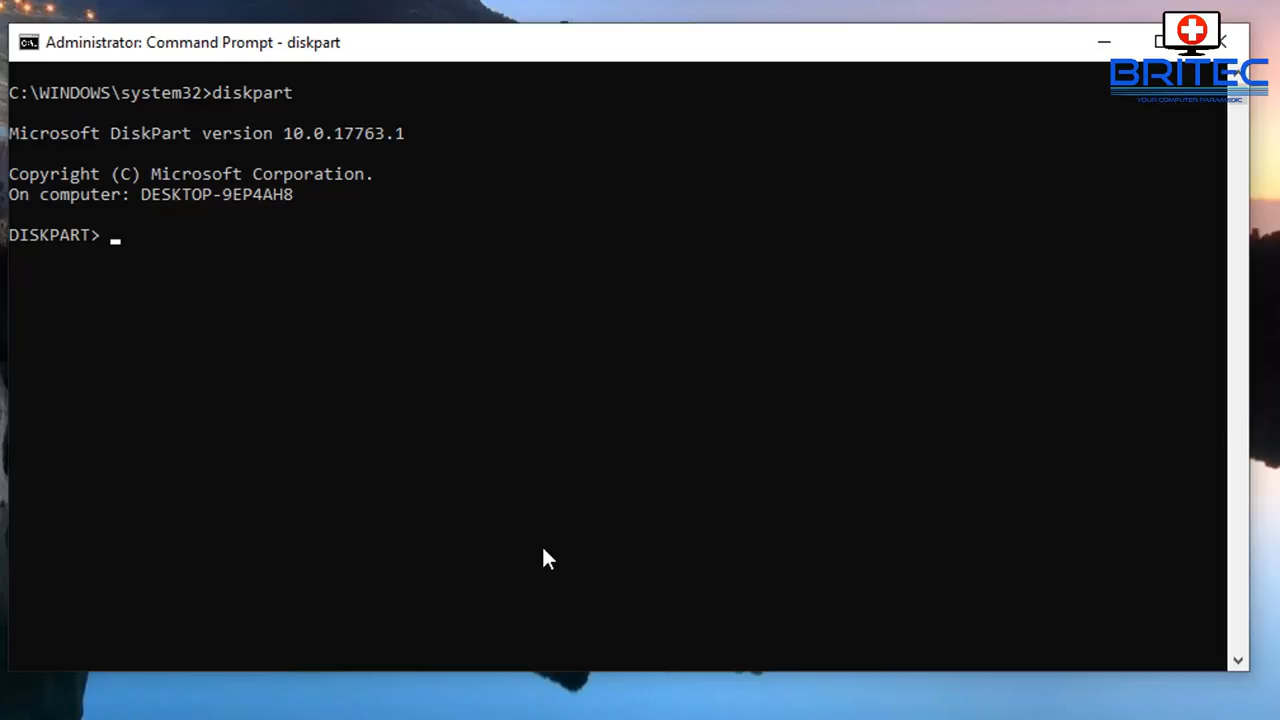 Administrator: Command Prompt - diskpart
BRITEC
YOUR COMPUTER PARAMEDIC
C:\WINDOWS\system32>diskpart
Microsoft DiskPart version 10.0.17763.1
Copyright (C) Microsoft Corporation.
On computer: DESKTOP-9EP4AH8
DISKPART>